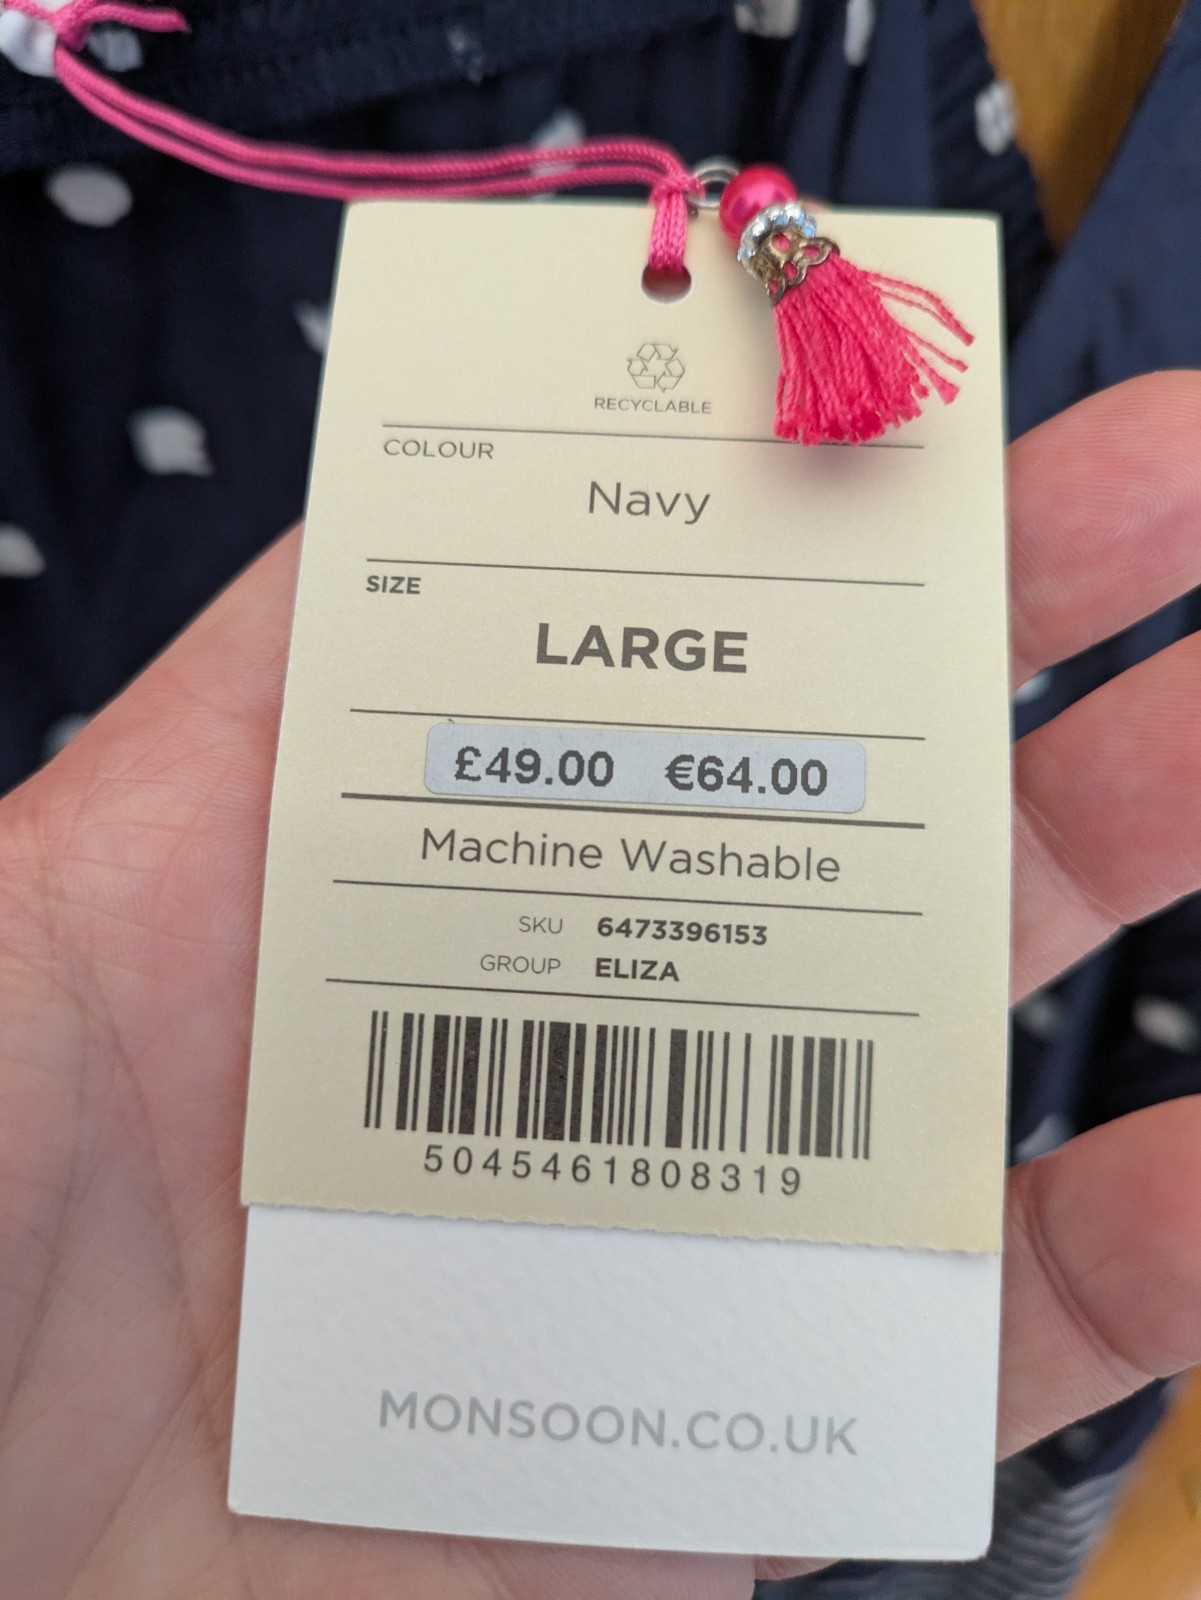 RECYCLABLE
COLOUR
Navy
SIZE
LARGE
£49.00 €64.00
Machine Washable
SKU 6473396153
GROUP ELIZA
5045461808319
MONSOON.CO.UK